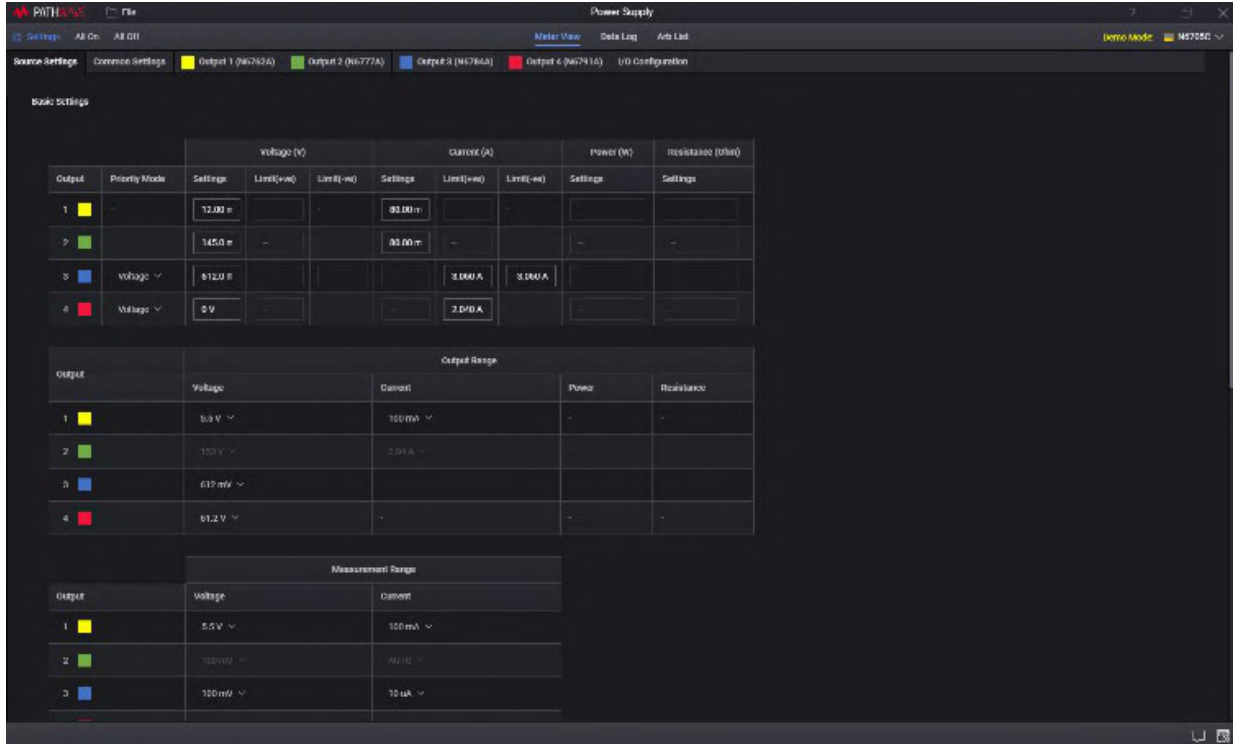 PATHWAVE File Power Supply ?
Settings All On All Off Meter View Data Log Arb List Demo Mode: N6705C
Source Settings Common Settings Output 1 (N6762A) Output 2 (N6777A) Output 3 (N6784A) Output 4 (N6791A) I/O Configuration
Basic Settings
Voltage (V) Current (A) Power (W) Resistance (Ohm)
Output Priority Mode Settings Limit(+ve) Limit(-ve) Settings Limit(+ve) Limit(-ve) Settings Settings
1 - 12.00 m - 80.00 m -
2 145.0 m -- 80.00 m -- -- --
3 Voltage 612.0 m 3.060 A 3.060 A
4 Voltage 0 V -- -- 2.040 A -- --
Output Range
Output
Voltage Current Power Resistance
1 5.5 V 100 mA - -
2 153 V 2.04 A
3 612 mV
4 61.2 V - - -
Measurement Range
Output Voltage Current
1 5.5 V 100 mA
2 100 mV AUTO
3 100 mV 10 uA